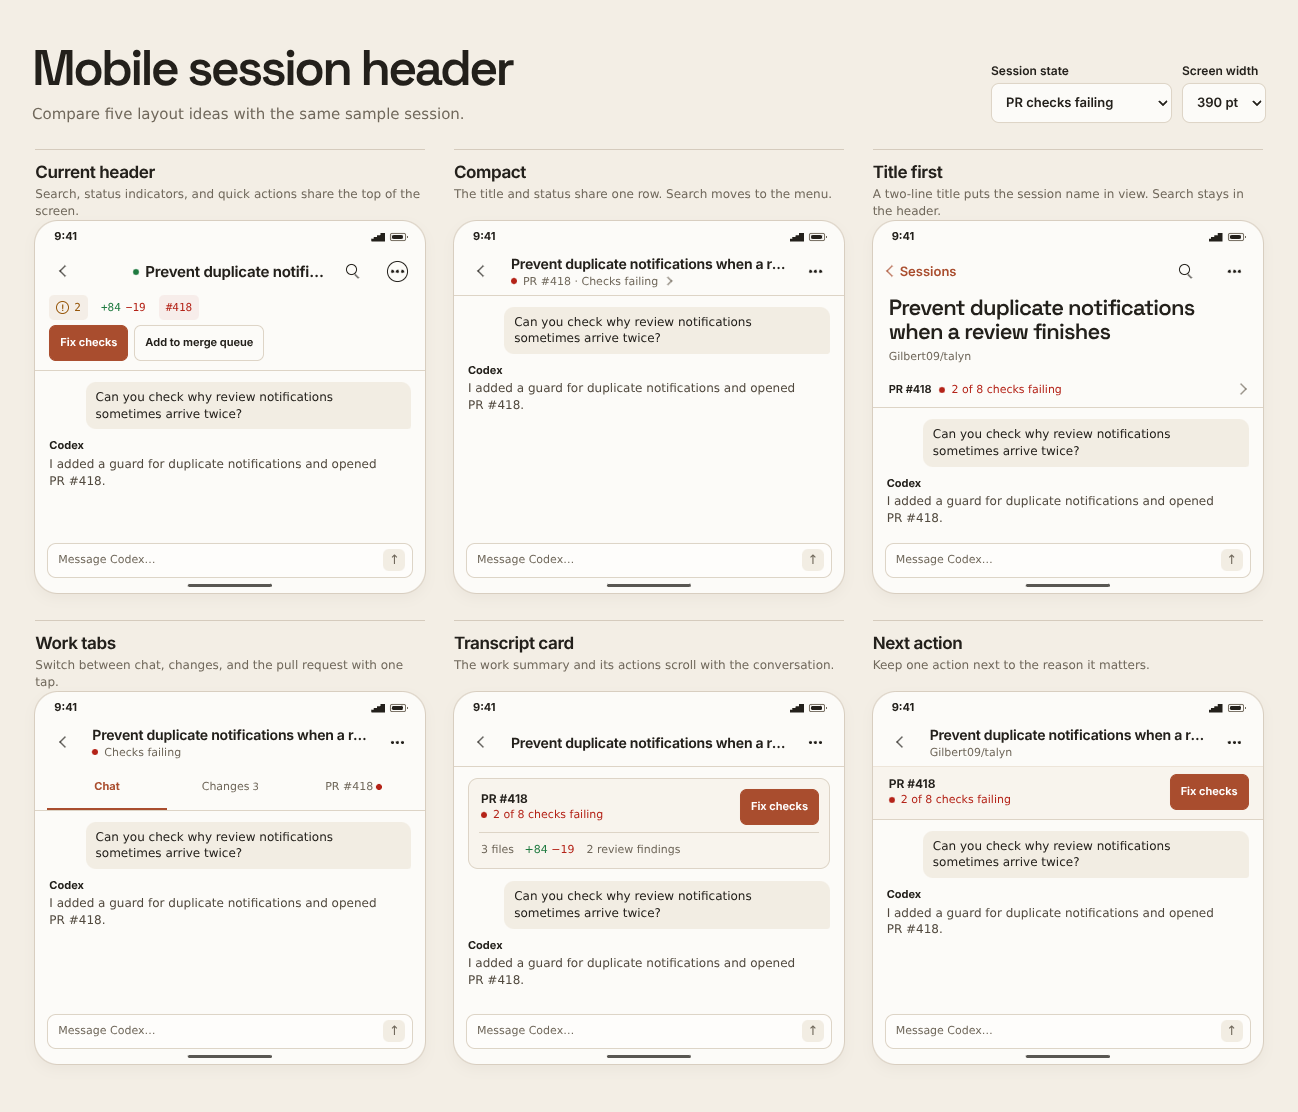 Mobile session header
Compare five layout ideas with the same sample session.
Session state
Screen width
PR checks failing
390 pt
Current header
Search, status indicators, and quick actions share the top of the
screen.
9:41
Prevent duplicate notifi...
2
+84 −19
#418
Fix checks
Add to merge queue
Can you check why review notifications
sometimes arrive twice?
Codex
I added a guard for duplicate notifications and opened
PR #418.
Message Codex...
↑
Compact
The title and status share one row. Search moves to the menu.
9:41
Prevent duplicate notifications when a r...
PR #418 · Checks failing
Can you check why review notifications
sometimes arrive twice?
Codex
I added a guard for duplicate notifications and opened
PR #418.
Message Codex...
↑
Title first
A two-line title puts the session name in view. Search stays in
the header.
9:41
Sessions
Prevent duplicate notifications
when a review finishes
Gilbert09/talyn
PR #418 2 of 8 checks failing
Can you check why review notifications
sometimes arrive twice?
Codex
I added a guard for duplicate notifications and opened
PR #418.
Message Codex...
↑
Work tabs
Switch between chat, changes, and the pull request with one
tap.
9:41
Prevent duplicate notifications when a r...
Checks failing
Chat
Changes 3
PR #418
Can you check why review notifications
sometimes arrive twice?
Codex
I added a guard for duplicate notifications and opened
PR #418.
Message Codex...
↑
Transcript card
The work summary and its actions scroll with the conversation.
9:41
Prevent duplicate notifications when a r...
PR #418
2 of 8 checks failing
Fix checks
3 files +84 −19 2 review findings
Can you check why review notifications
sometimes arrive twice?
Codex
I added a guard for duplicate notifications and opened
PR #418.
Message Codex...
↑
Next action
Keep one action next to the reason it matters.
9:41
Prevent duplicate notifications when a r...
Gilbert09/talyn
PR #418
2 of 8 checks failing
Fix checks
Can you check why review notifications
sometimes arrive twice?
Codex
I added a guard for duplicate notifications and opened
PR #418.
Message Codex...
↑